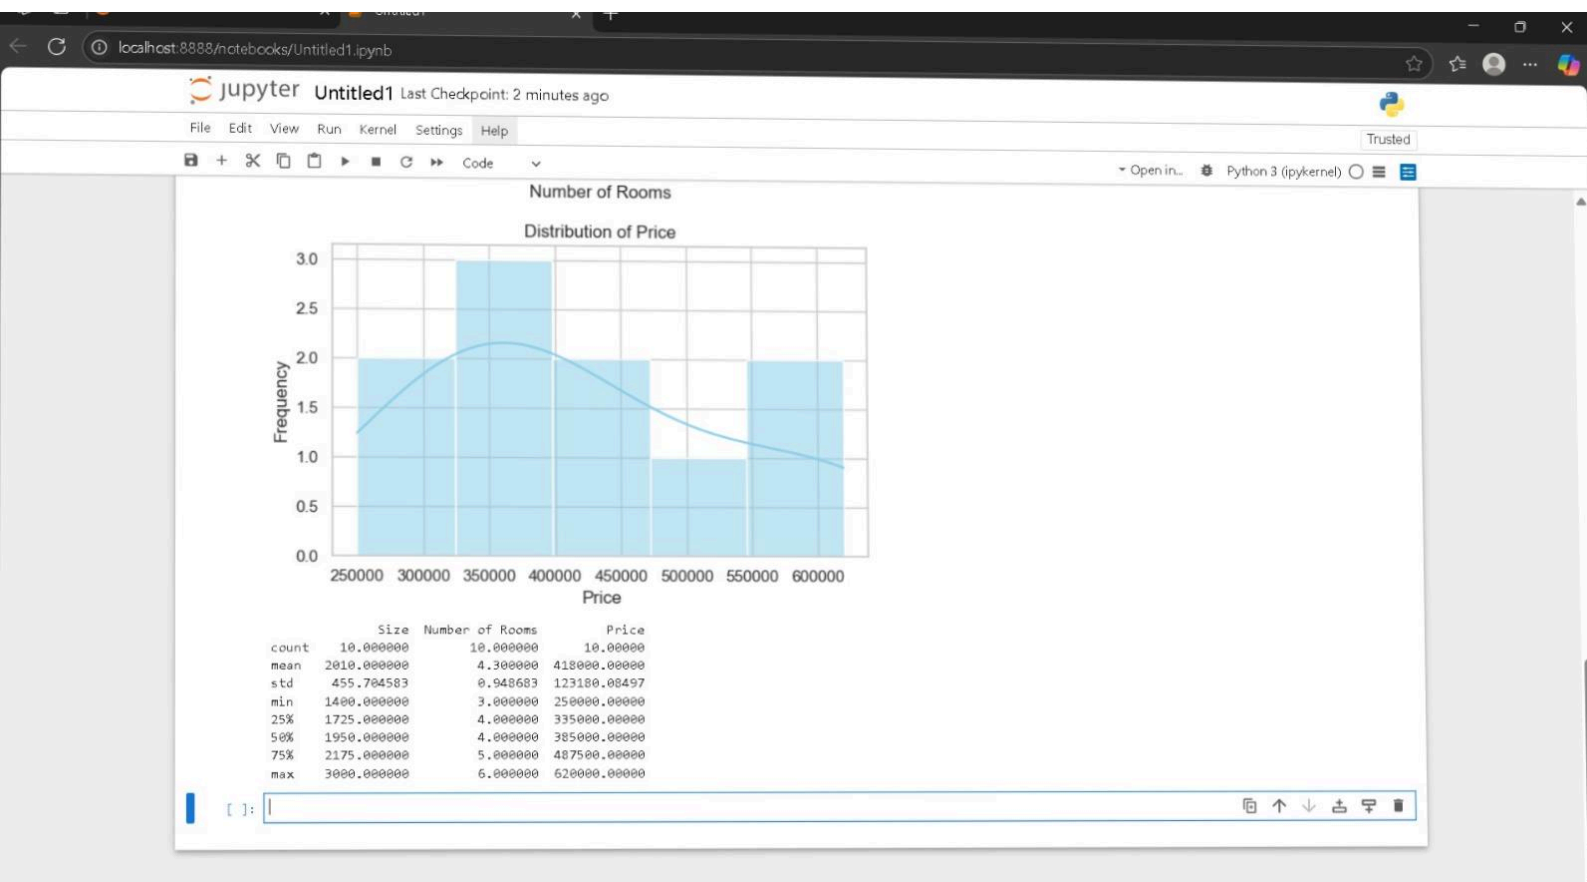 localhost:8888/notebooks/Untitled1.ipynb
jupyter Untitled1 Last Checkpoint: 2 minutes ago
File Edit View Run Kernel Settings Help
Trusted
Code
Open in... Python 3 (ipykernel)
Number of Rooms
Distribution of Price
3.0
2.5
2.0
1.5
1.0
0.5
0.0
Frequency
250000 300000 350000 400000 450000 500000 550000 600000
Price
Size Number of Rooms Price
count 10.000000 10.000000 10.00000
mean 2010.000000 4.300000 418000.00000
std 455.704583 0.948683 123180.08497
min 1400.000000 3.000000 250000.00000
25% 1725.000000 4.000000 335000.00000
50% 1950.000000 4.000000 385000.00000
75% 2175.000000 5.000000 487500.00000
max 3000.000000 6.000000 620000.00000
[ ]: